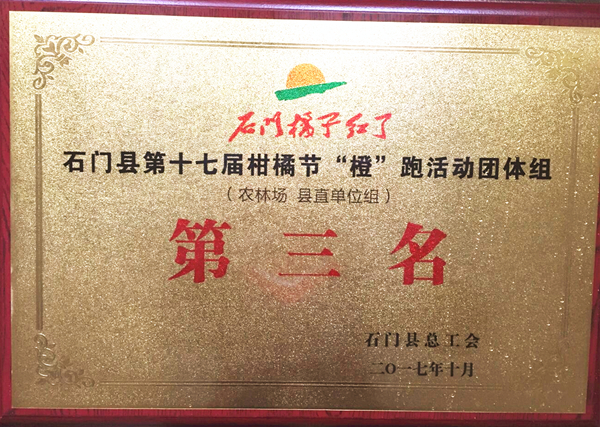 石门橘子红了
石门县第十七届柑橘节“橙”跑活动团体组
（农林场 县直单位组）
第三名
石门县总工会
二〇一七年十月